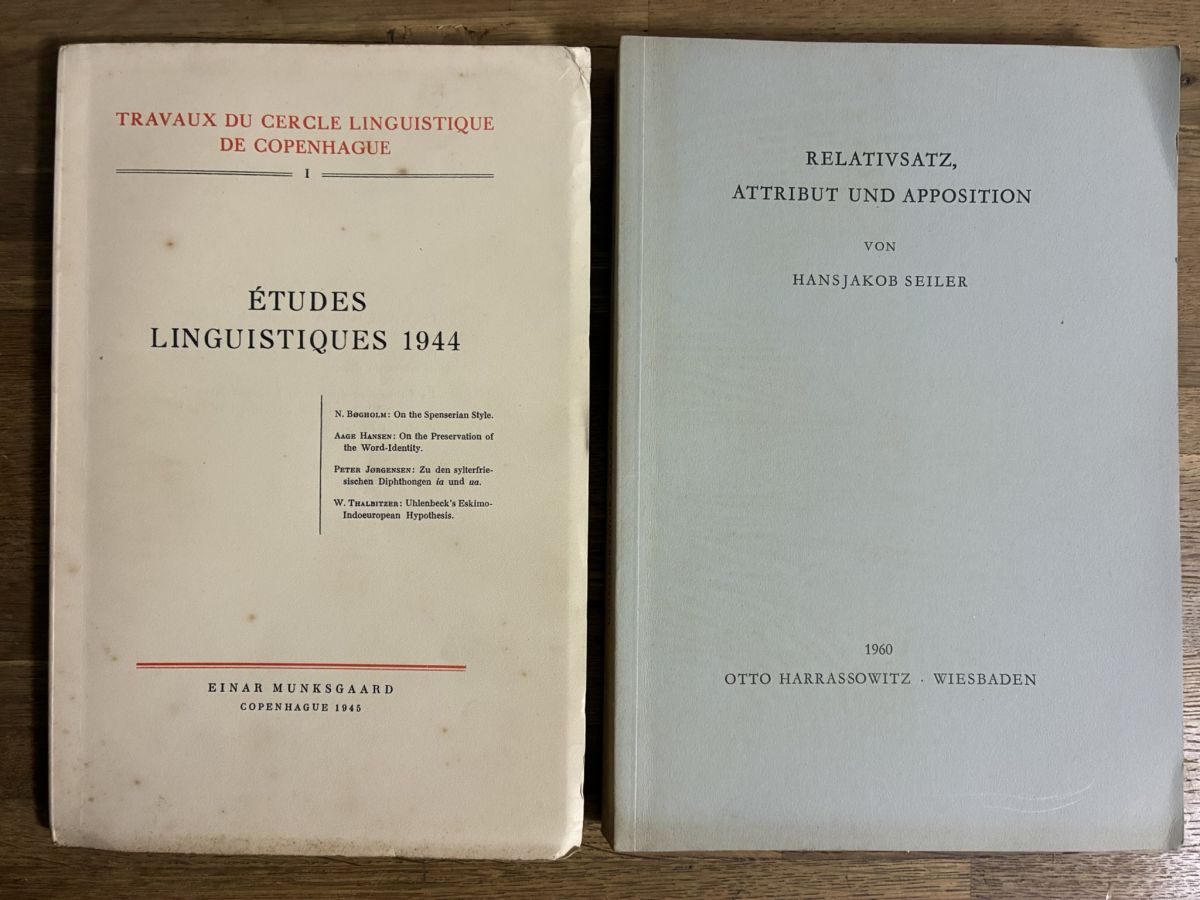 TRAVAUX DU CERCLE LINGUISTIQUE
DE COPENHAGUE
I
ÉTUDES
LINGUISTIQUES 1944
N. BØGHOLM: On the Spenserian Style.
AAGE HANSEN: On the Preservation of
the Word-Identity.
PETER JØRGENSEN: Zu den sylterfrie-
sischen Diphthongen ia und ua.
W. THALBITZER: Uhlenbeck's Eskimo-
Indoeuropean Hypothesis.
EINAR MUNKSGAARD
COPENHAGUE 1945
RELATIVSATZ,
ATTRIBUT UND APPOSITION
VON
HANSJAKOB SEILER
1960
OTTO HARRASSOWITZ · WIESBADEN